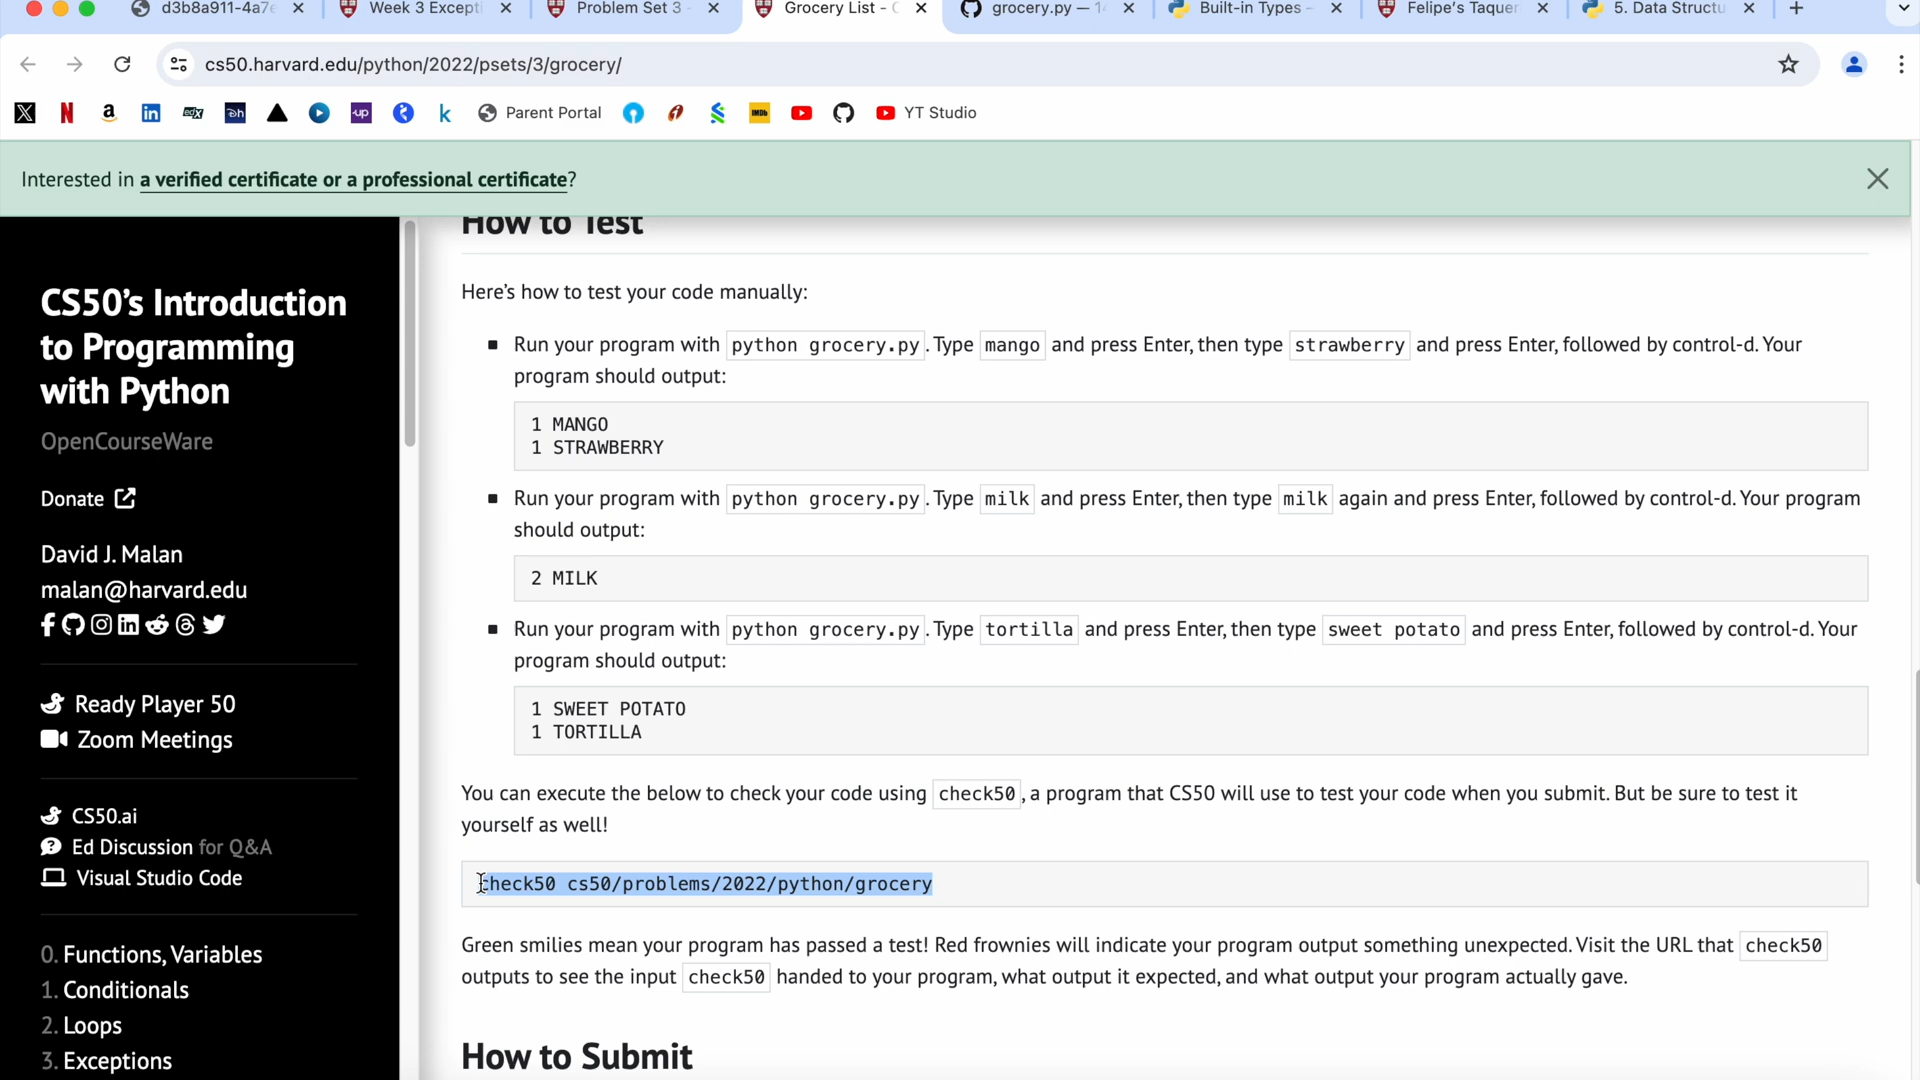 d3b8a911-4a7e
Week 3 Excepti
Problem Set 3 -
Grocery List - C
grocery.py — 14
Built-in Types -
Felipe's Taquer
5. Data Structu
cs50.harvard.edu/python/2022/psets/3/grocery/
Parent Portal
YT Studio
Interested in a verified certificate or a professional certificate?
CS50's Introduction
to Programming
with Python
OpenCourseWare
Donate
David J. Malan
malan@harvard.edu
Ready Player 50
Zoom Meetings
CS50.ai
Ed Discussion for Q&A
Visual Studio Code
0. Functions, Variables
1. Conditionals
2. Loops
3. Exceptions
How to Test
Here's how to test your code manually:
Run your program with python grocery.py. Type mango and press Enter, then type strawberry and press Enter, followed by control-d. Your
program should output:
1 MANGO
1 STRAWBERRY
Run your program with python grocery.py. Type milk and press Enter, then type milk again and press Enter, followed by control-d. Your program
should output:
2 MILK
Run your program with python grocery.py. Type tortilla and press Enter, then type sweet potato and press Enter, followed by control-d. Your
program should output:
1 SWEET POTATO
1 TORTILLA
You can execute the below to check your code using check50, a program that CS50 will use to test your code when you submit. But be sure to test it
yourself as well!
check50 cs50/problems/2022/python/grocery
Green smilies mean your program has passed a test! Red frownies will indicate your program output something unexpected. Visit the URL that check50
outputs to see the input check50 handed to your program, what output it expected, and what output your program actually gave.
How to Submit